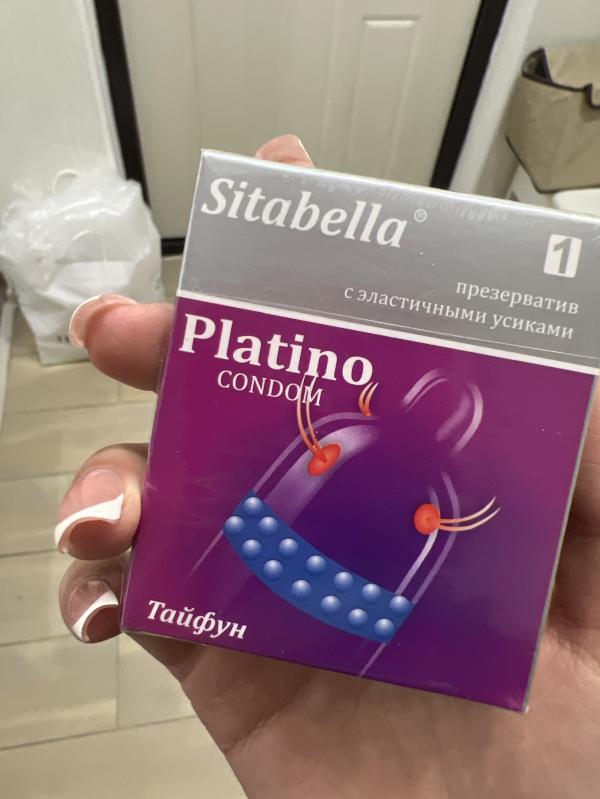 Sitabella®
1
презерватив
с эластичными усиками
Platino
CONDOM
Тайфун